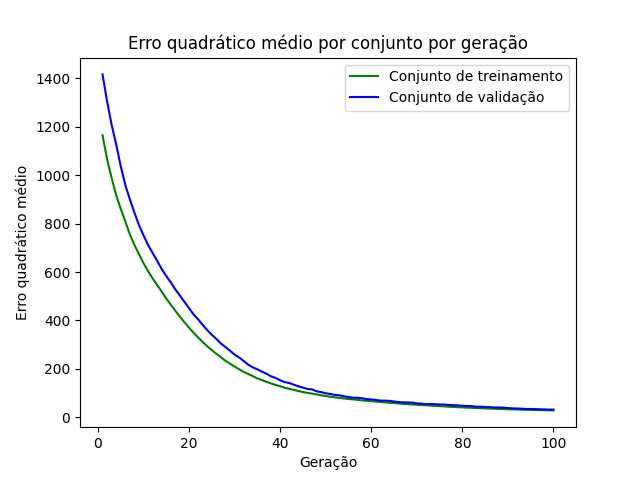 Erro quadrático médio por conjunto por geração
Conjunto de treinamento
Conjunto de validação
Erro quadrático médio
1400
1200
1000
800
600
400
200
0
0 20 40 60 80 100
Geração